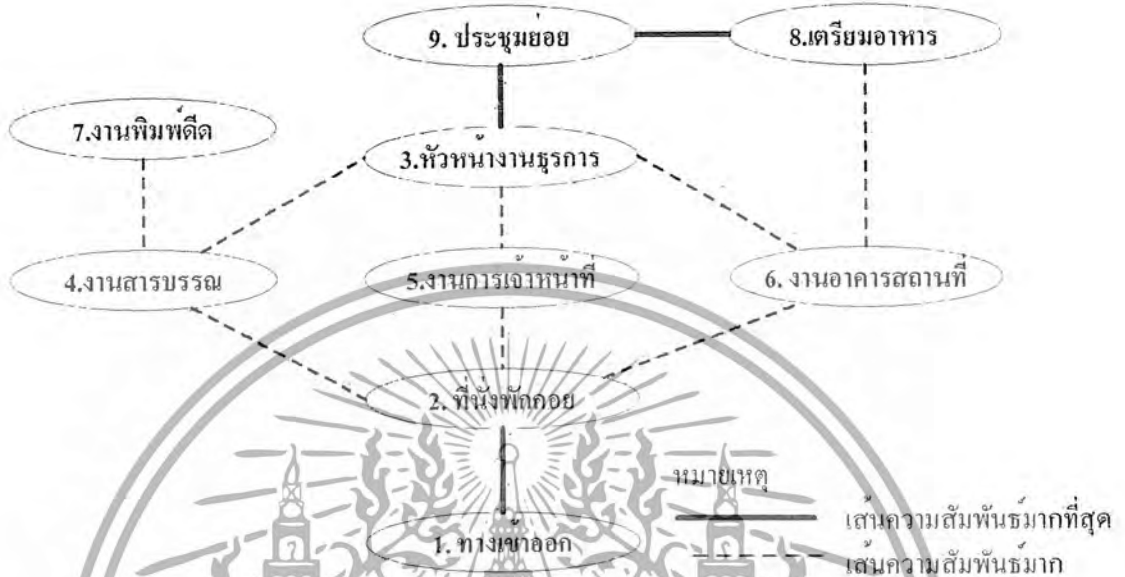 9. ประชุมย่อย
8.เตรียมอาหาร
7.งานพิมพ์ดีด
3.หัวหน้างานธุรการ
4.งานสารบรรณ
5.งานการเจ้าหน้าที่
6. งานอาคารสถานที่
2. ที่นั่งพักคอย
1. ทางเข้าออก
หมายเหตุ
เส้นความสัมพันธ์มากที่สุด
เส้นความสัมพันธ์มาก